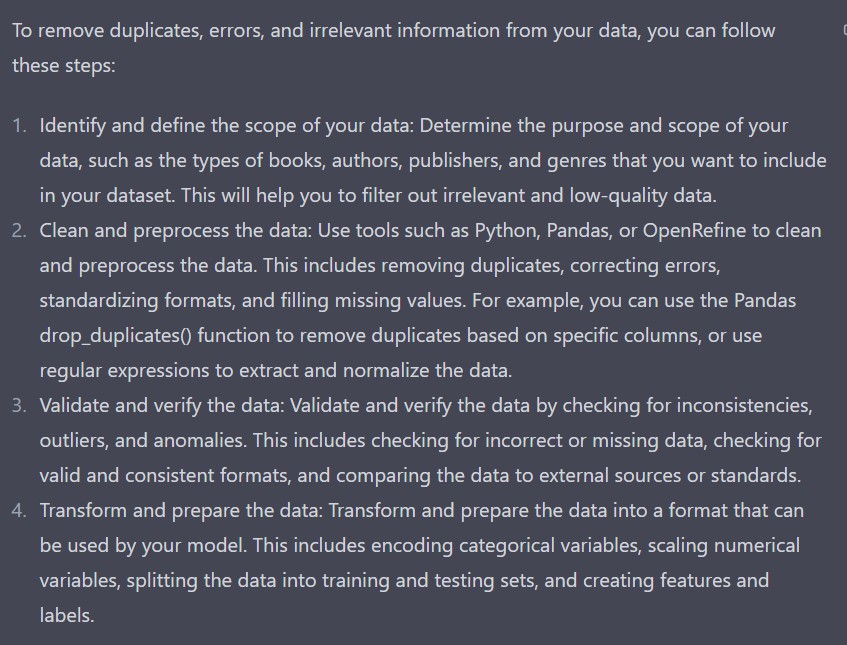 To remove duplicates, errors, and irrelevant information from your data, you can follow
these steps:
1. Identify and define the scope of your data: Determine the purpose and scope of your
data, such as the types of books, authors, publishers, and genres that you want to include
in your dataset. This will help you to filter out irrelevant and low-quality data.
2. Clean and preprocess the data: Use tools such as Python, Pandas, or OpenRefine to clean
and preprocess the data. This includes removing duplicates, correcting errors,
standardizing formats, and filling missing values. For example, you can use the Pandas
drop_duplicates() function to remove duplicates based on specific columns, or use
regular expressions to extract and normalize the data.
3. Validate and verify the data: Validate and verify the data by checking for inconsistencies,
outliers, and anomalies. This includes checking for incorrect or missing data, checking for
valid and consistent formats, and comparing the data to external sources or standards.
4. Transform and prepare the data: Transform and prepare the data into a format that can
be used by your model. This includes encoding categorical variables, scaling numerical
variables, splitting the data into training and testing sets, and creating features and
labels.